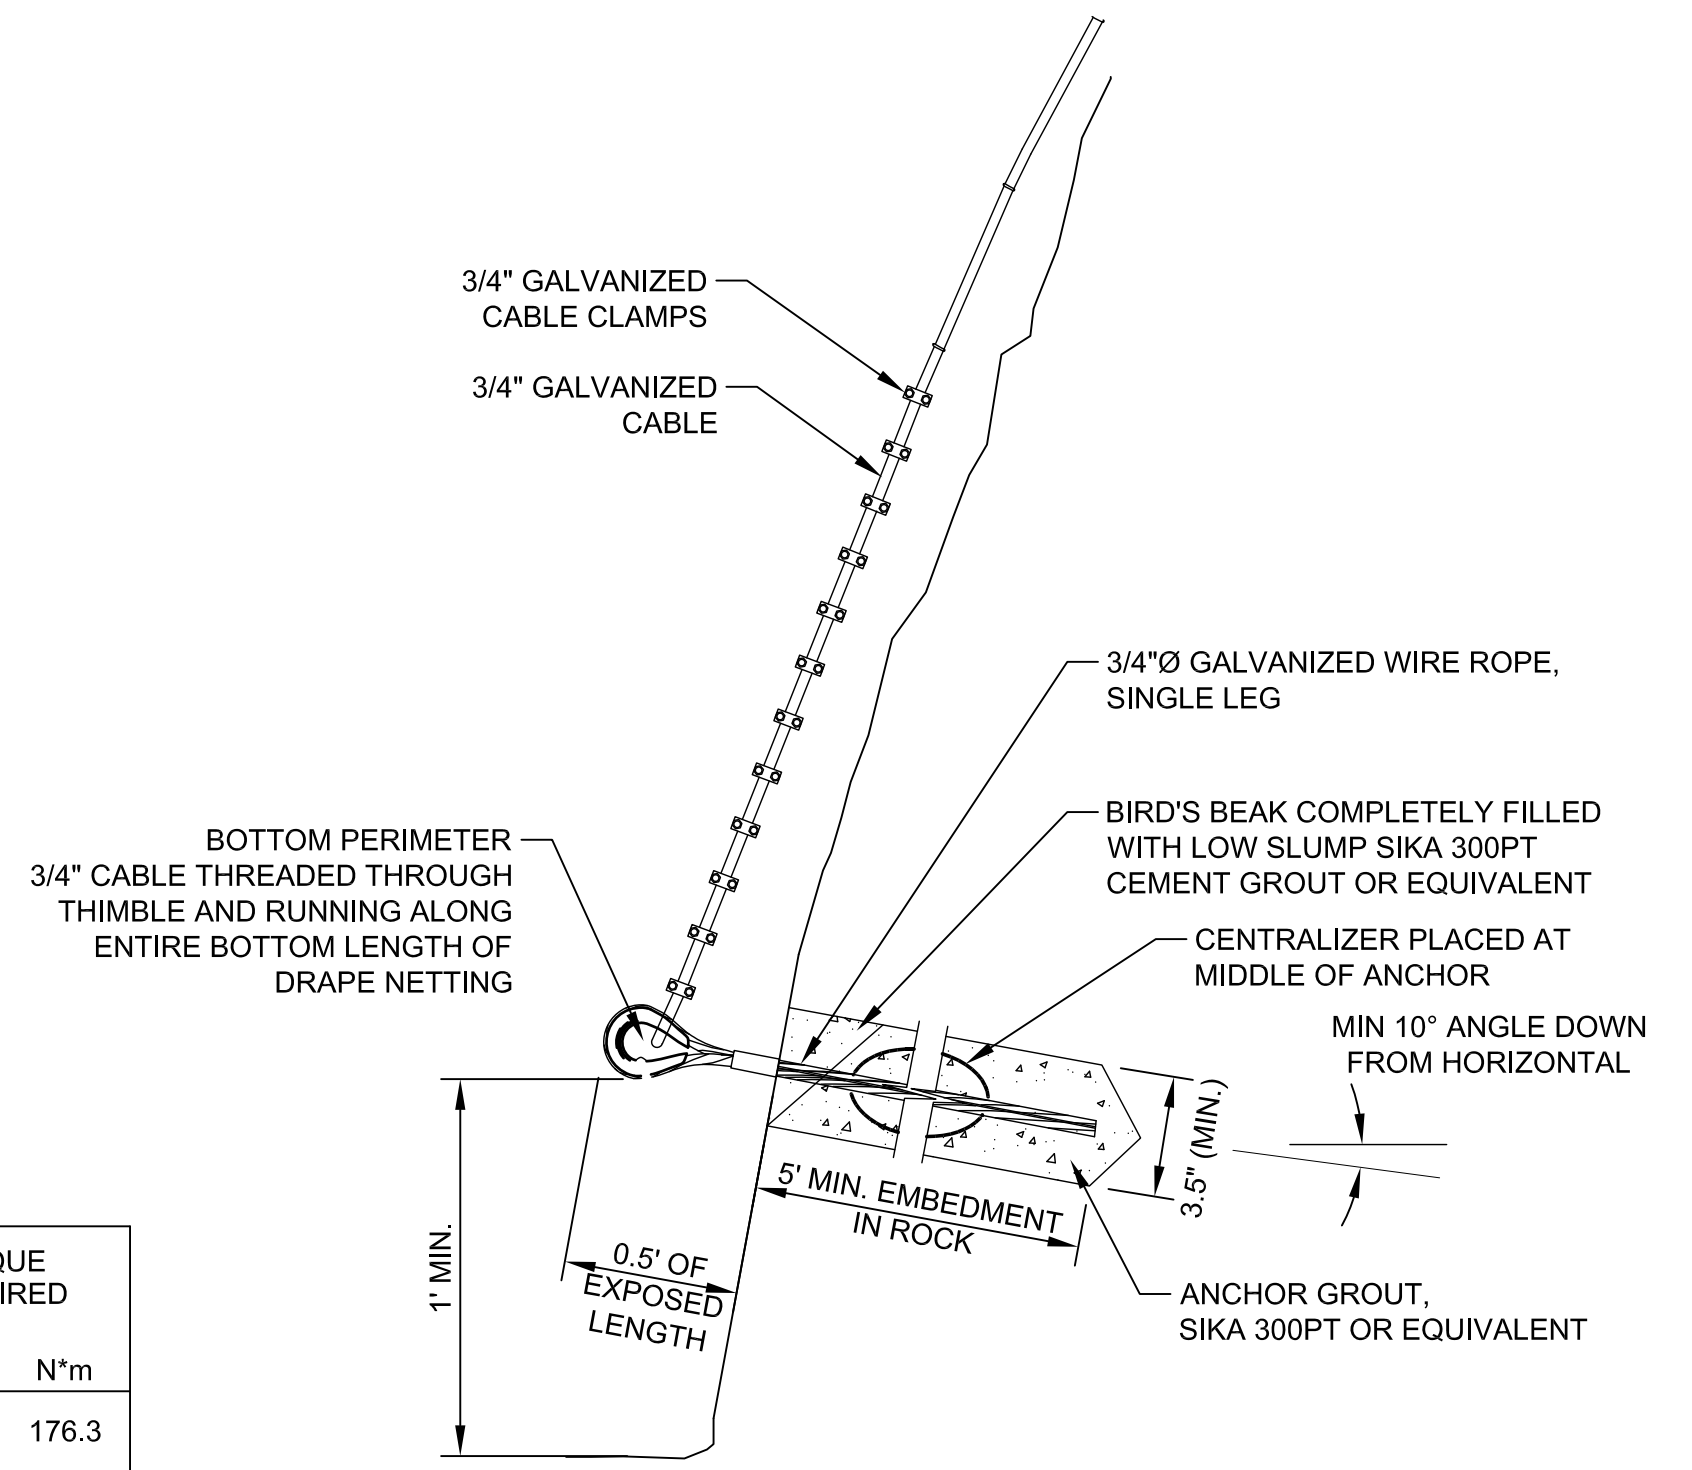 3/4" GALVANIZED
CABLE CLAMPS
3/4" GALVANIZED
CABLE
3/4"Ø GALVANIZED WIRE ROPE,
SINGLE LEG
BIRD'S BEAK COMPLETELY FILLED
WITH LOW SLUMP SIKA 300PT
CEMENT GROUT OR EQUIVALENT
BOTTOM PERIMETER
3/4" CABLE THREADED THROUGH
THIMBLE AND RUNNING ALONG
ENTIRE BOTTOM LENGTH OF
DRAPE NETTING
CENTRALIZER PLACED AT
MIDDLE OF ANCHOR
MIN 10° ANGLE DOWN
FROM HORIZONTAL
3.5" (MIN.)
5' MIN. EMBEDMENT
IN ROCK
1' MIN.
0.5' OF
EXPOSED
LENGTH
ANCHOR GROUT,
SIKA 300PT OR EQUIVALENT
QUE
IRED
N*m
176.3